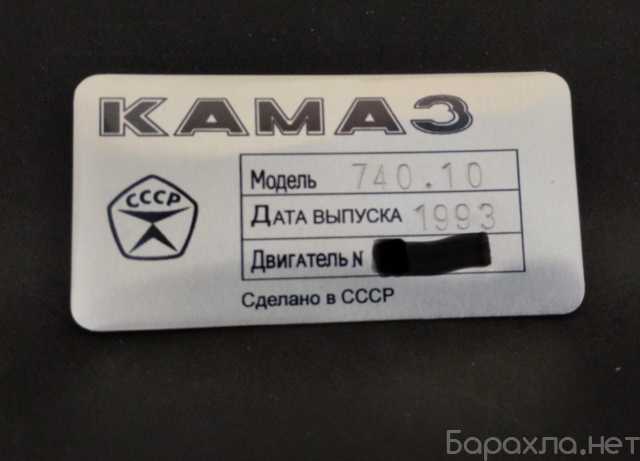 КАМАЗ
СССР
Модель 740.10
ДАТА ВЫПУСКА 1993
Двигатель N
Сделано в СССР
Барахла.нет